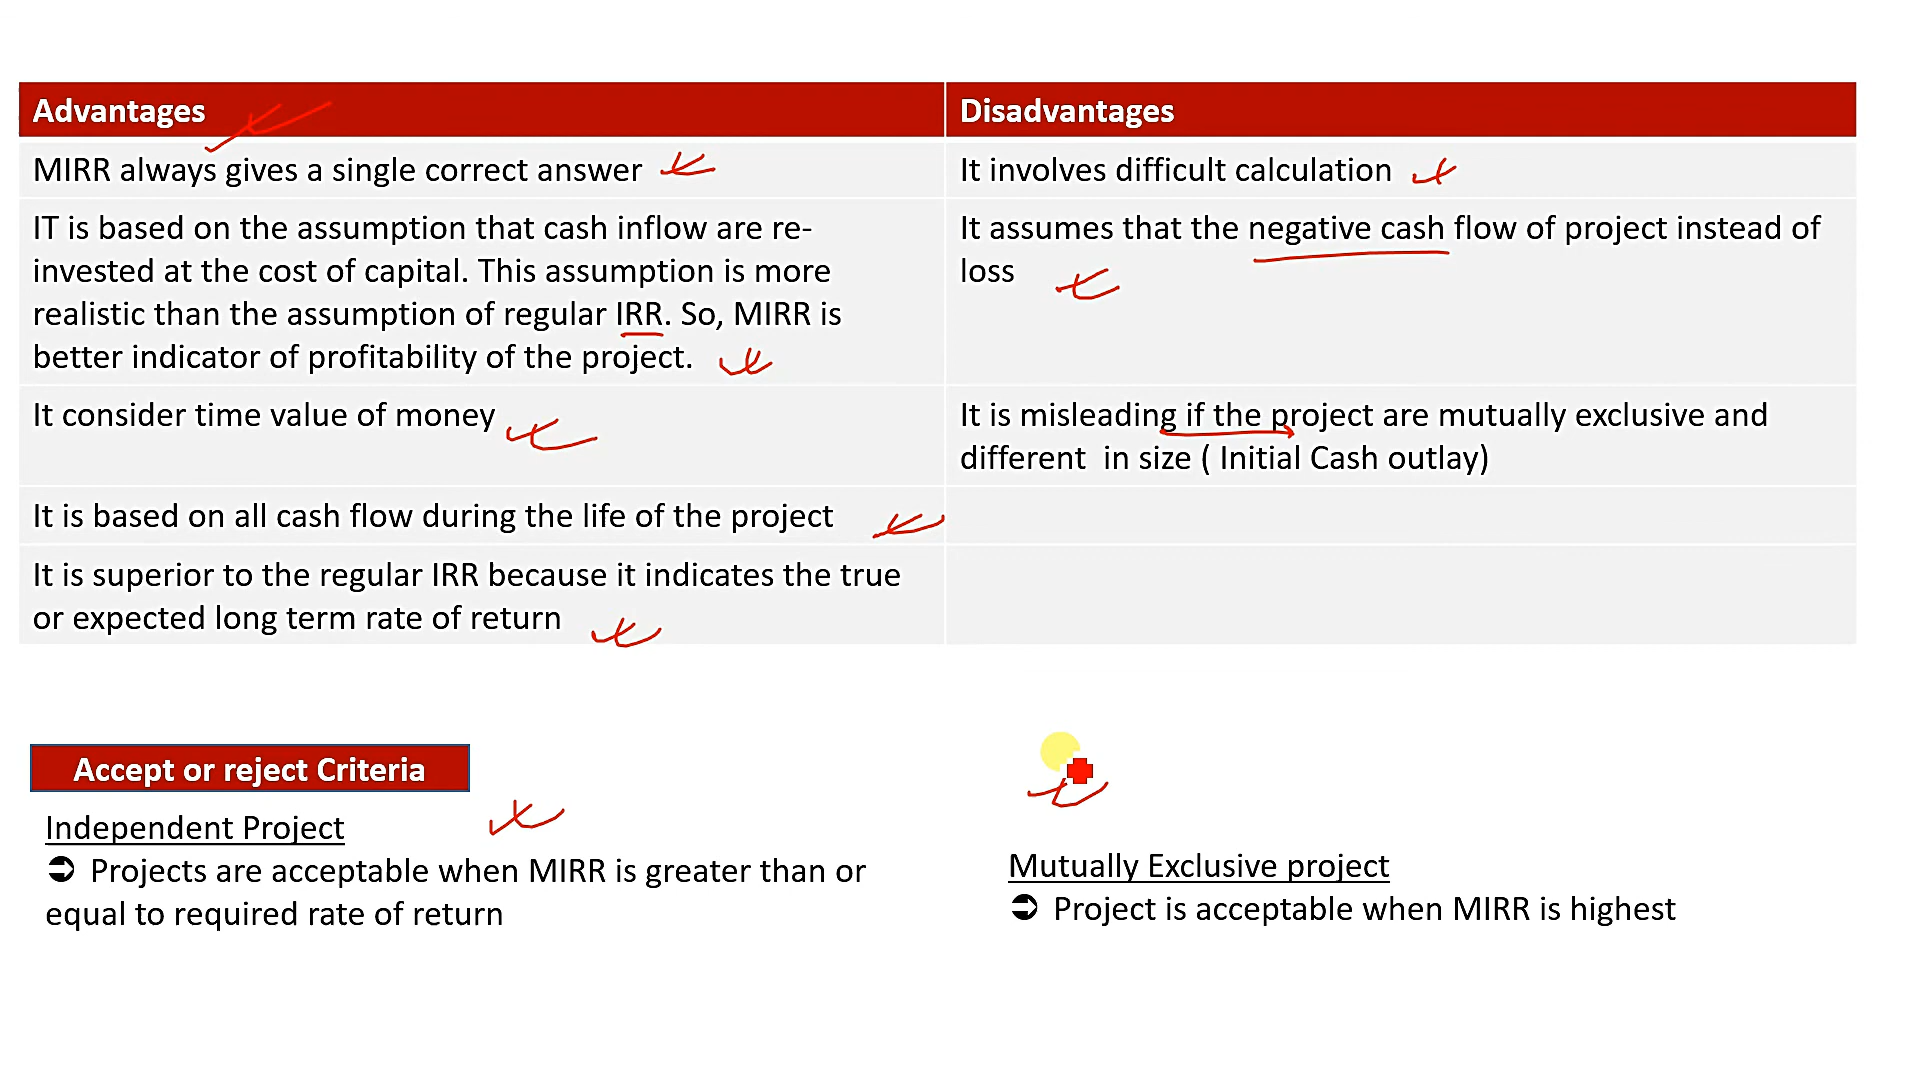 Advantages
Disadvantages
MIRR always gives a single correct answer
It involves difficult calculation
IT is based on the assumption that cash inflow are re-
invested at the cost of capital. This assumption is more
realistic than the assumption of regular IRR. So, MIRR is
better indicator of profitability of the project.
It assumes that the negative cash flow of project instead of
loss
It consider time value of money
It is misleading if the project are mutually exclusive and
different in size ( Initial Cash outlay)
It is based on all cash flow during the life of the project
It is superior to the regular IRR because it indicates the true
or expected long term rate of return
Accept or reject Criteria
Independent Project
➲ Projects are acceptable when MIRR is greater than or
equal to required rate of return
Mutually Exclusive project
➲ Project is acceptable when MIRR is highest